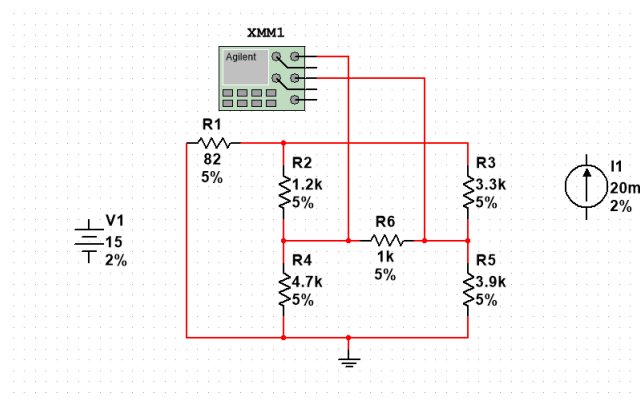 XMM1
Agilent
R1
82
5%
R2
1.2k
5%
R3
3.3k
5%
I1
20m
2%
V1
15
2%
R6
1k
5%
R4
4.7k
5%
R5
3.9k
5%